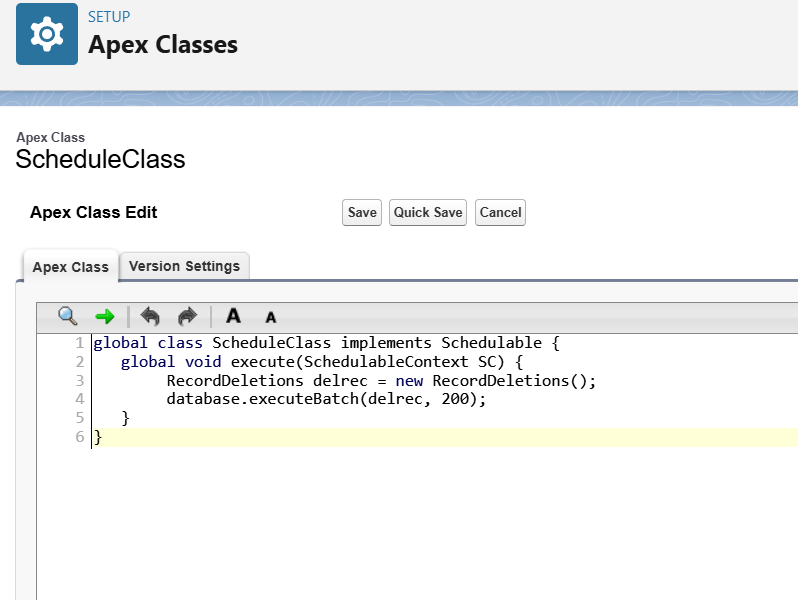 SETUP
Apex Classes
Apex Class
ScheduleClass
Apex Class Edit
Save Quick Save Cancel
Apex Class Version Settings
A A
1 global class ScheduleClass implements Schedulable {
2 global void execute(SchedulableContext SC) {
3 RecordDeletions delrec = new RecordDeletions();
4 database.executeBatch(delrec, 200);
5 }
6 }